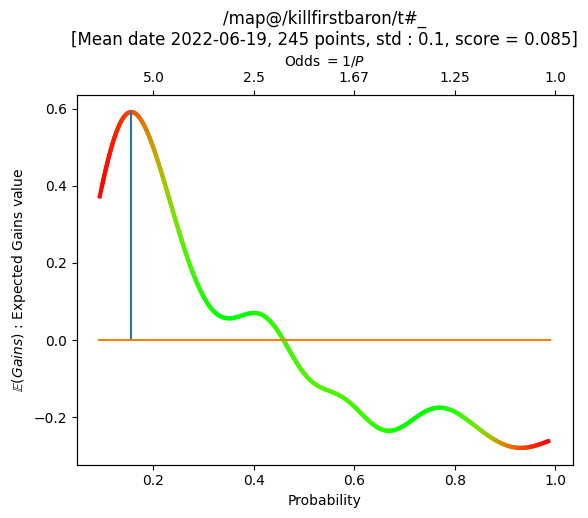 /map@/killfirstbaron/t#_
[Mean date 2022-06-19, 245 points, std : 0.1, score = 0.085]
Odds = 1/P
5.0 2.5 1.67 1.25 1.0
0.6
0.4
0.2
0.0
−0.2
𝔼(Gains) : Expected Gains value
0.2 0.4 0.6 0.8 1.0
Probability